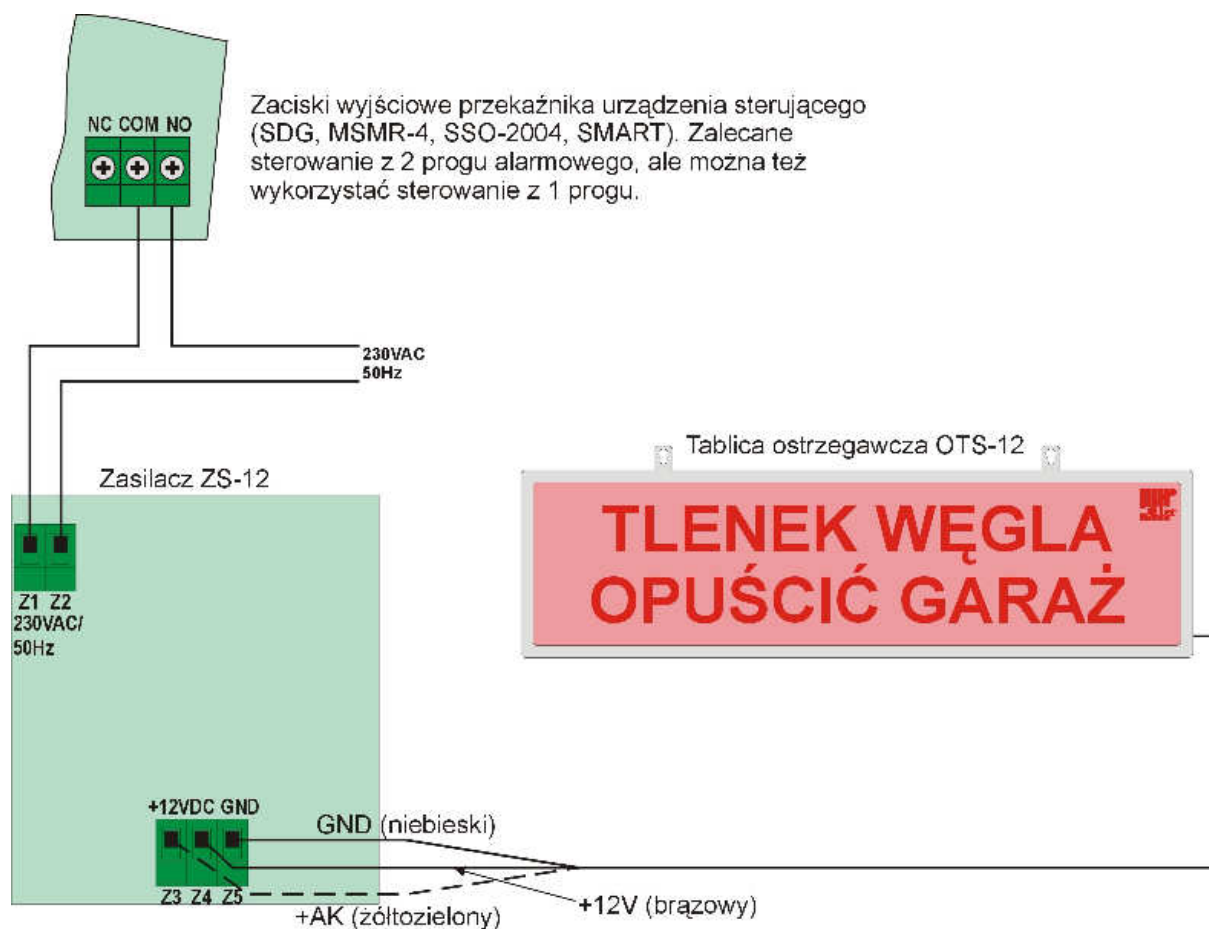 Zaciski wyjściowe przekaźnika urządzenia sterującego
(SDG, MSMR-4, SSO-2004, SMART). Zalecane
sterowanie z 2 progu alarmowego, ale można też
wykorzystać sterowanie z 1 progu.
NC COM NO
230VAC
50Hz
Zasilacz ZS-12
Tablica ostrzegawcza OTS-12
TLENEK WĘGLA
OPUŚCIĆ GARAŻ
Z1 Z2
230VAC/
50Hz
+12VDC GND
GND (niebieski)
Z3 Z4 Z5
+AK (żółtozielony)
+12V (brązowy)